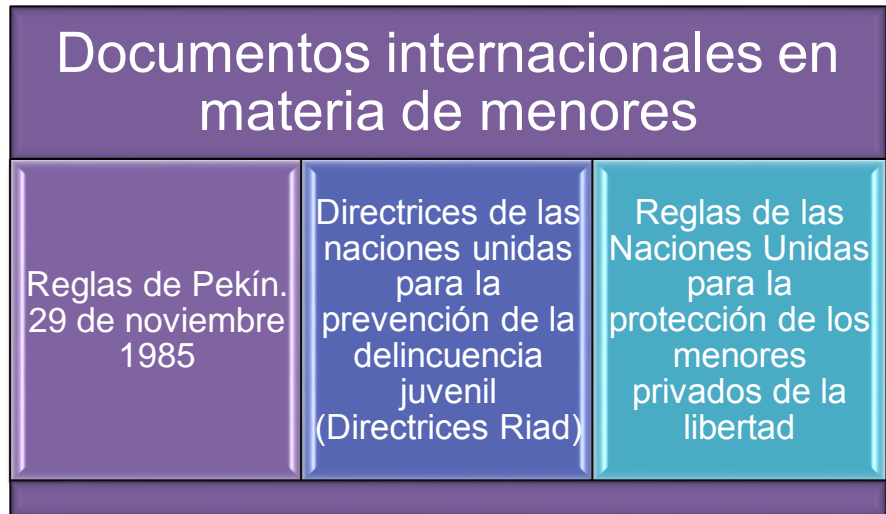 Documentos internacionales en
materia de menores
Reglas de Pekín.
29 de noviembre
1985
Directrices de las
naciones unidas
para la
prevención de la
delincuencia
juvenil
(Directrices Riad)
Reglas de las
Naciones Unidas
para la
protección de los
menores
privados de la
libertad